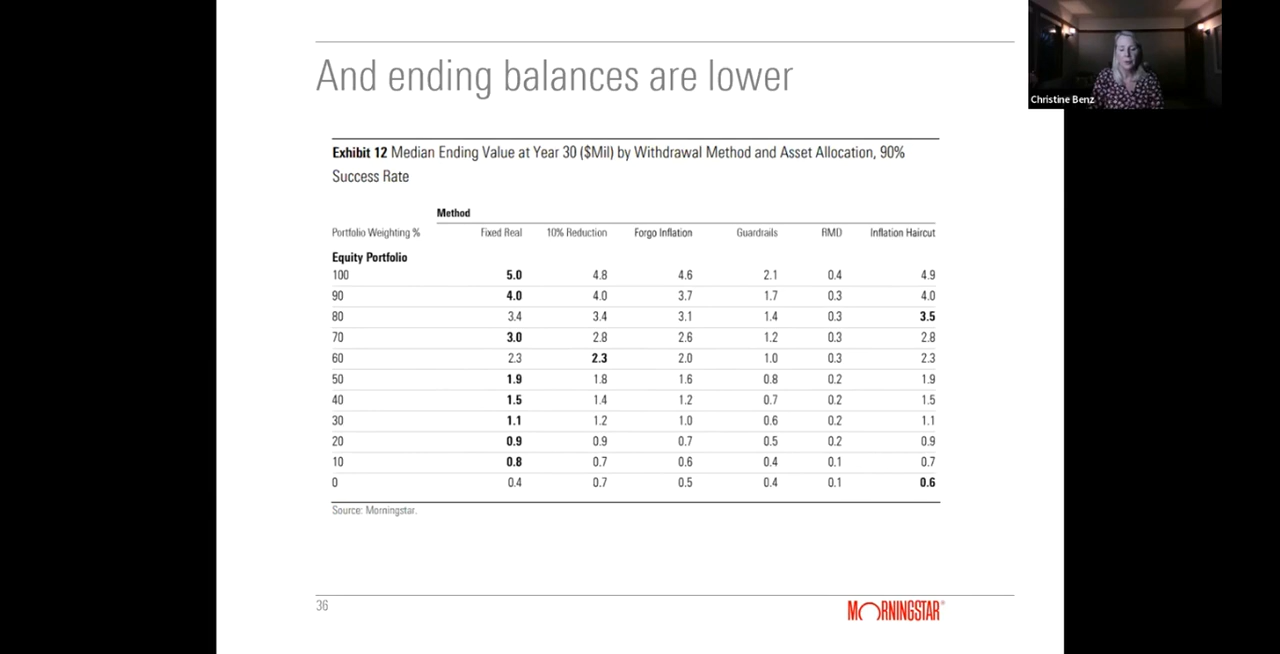 And ending balances are lower
Christine Benz
Exhibit 12 Median Ending Value at Year 30 ($Mil) by Withdrawal Method and Asset Allocation, 90%
Success Rate
Method
Portfolio Weighting % Fixed Real 10% Reduction Forgo Inflation Guardrails RMD Inflation Haircut
Equity Portfolio
100 5.0 4.8 4.6 2.1 0.4 4.9
90 4.0 4.0 3.7 1.7 0.3 4.0
80 3.4 3.4 3.1 1.4 0.3 3.5
70 3.0 2.8 2.6 1.2 0.3 2.8
60 2.3 2.3 2.0 1.0 0.3 2.3
50 1.9 1.8 1.6 0.8 0.2 1.9
40 1.5 1.4 1.2 0.7 0.2 1.5
30 1.1 1.2 1.0 0.6 0.2 1.1
20 0.9 0.9 0.7 0.5 0.2 0.9
10 0.8 0.7 0.6 0.4 0.1 0.7
0 0.4 0.7 0.5 0.4 0.1 0.6
Source: Morningstar.
36
MORNINGSTAR®